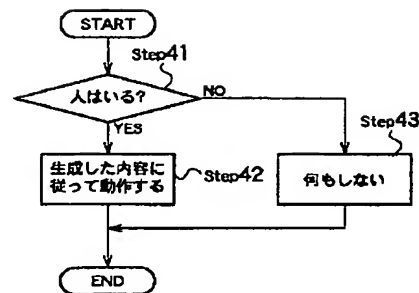 START
Step41
人はいる?
NO
YES
Step43
生成した内容に
従って動作する
Step42
何もしない
END